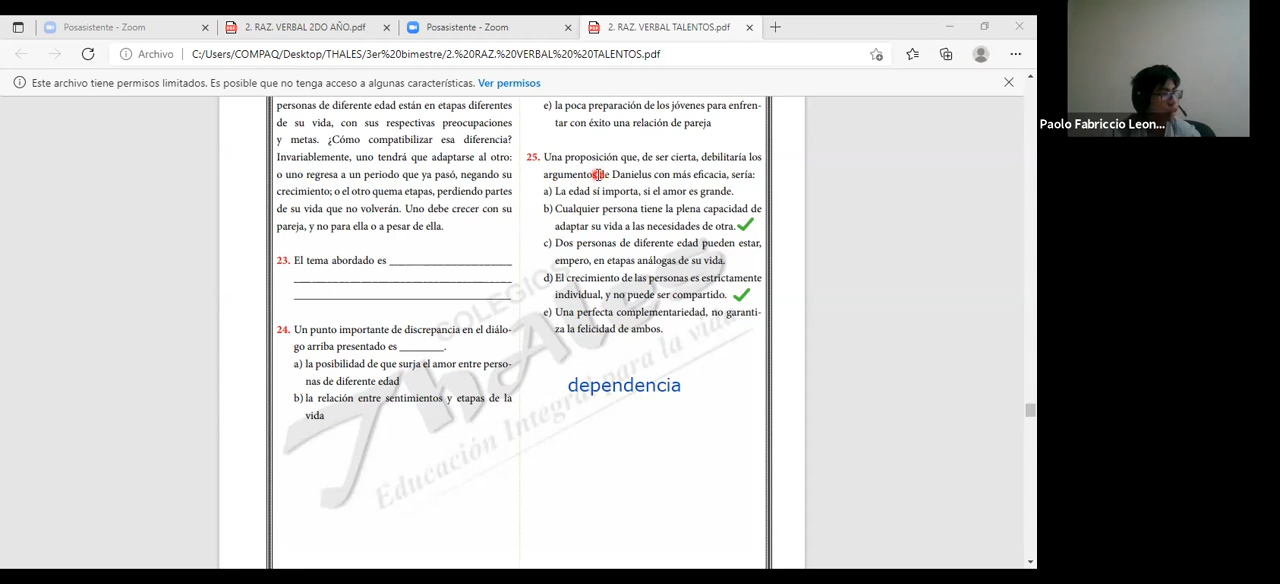 Posasistente - Zoom
2. RAZ. VERBAL 2DO AÑO.pdf
Posasistente - Zoom
2. RAZ. VERBAL TALENTOS.pdf
Archivo
C:/Users/COMPAQ/Desktop/THALES/3er%20bimestre/2.%20RAZ.%20VERBAL%20%20TALENTOS.pdf
Este archivo tiene permisos limitados. Es posible que no tenga acceso a algunas características. Ver permisos
Paolo Fabriccio Leon...
personas de diferente edad están en etapas diferentes
de su vida, con sus respectivas preocupaciones
y metas. ¿Cómo compatibilizar esa diferencia?
Invariablemente, uno tendrá que adaptarse al otro:
o uno regresa a un periodo que ya pasó, negando su
crecimiento; o el otro quema etapas, perdiendo partes
de su vida que no volverán. Uno debe crecer con su
pareja, y no para ella o a pesar de ella.
23. El tema abordado es ______________________
________________________________________
________________________________________
24. Un punto importante de discrepancia en el diálo-
go arriba presentado es ________.
a) la posibilidad de que surja el amor entre perso-
nas de diferente edad
b) la relación entre sentimientos y etapas de la
vida
e) la poca preparación de los jóvenes para enfren-
tar con éxito una relación de pareja
25. Una proposición que, de ser cierta, debilitaría los
argumentos de Danielus con más eficacia, sería:
a) La edad sí importa, si el amor es grande.
b) Cualquier persona tiene la plena capacidad de
adaptar su vida a las necesidades de otra.
c) Dos personas de diferente edad pueden estar,
empero, en etapas análogas de su vida.
d) El crecimiento de las personas es estrictamente
individual, y no puede ser compartido.
e) Una perfecta complementariedad, no garanti-
za la felicidad de ambos.
dependencia
COLEGIOS
Thales
Educación Integral para la vida